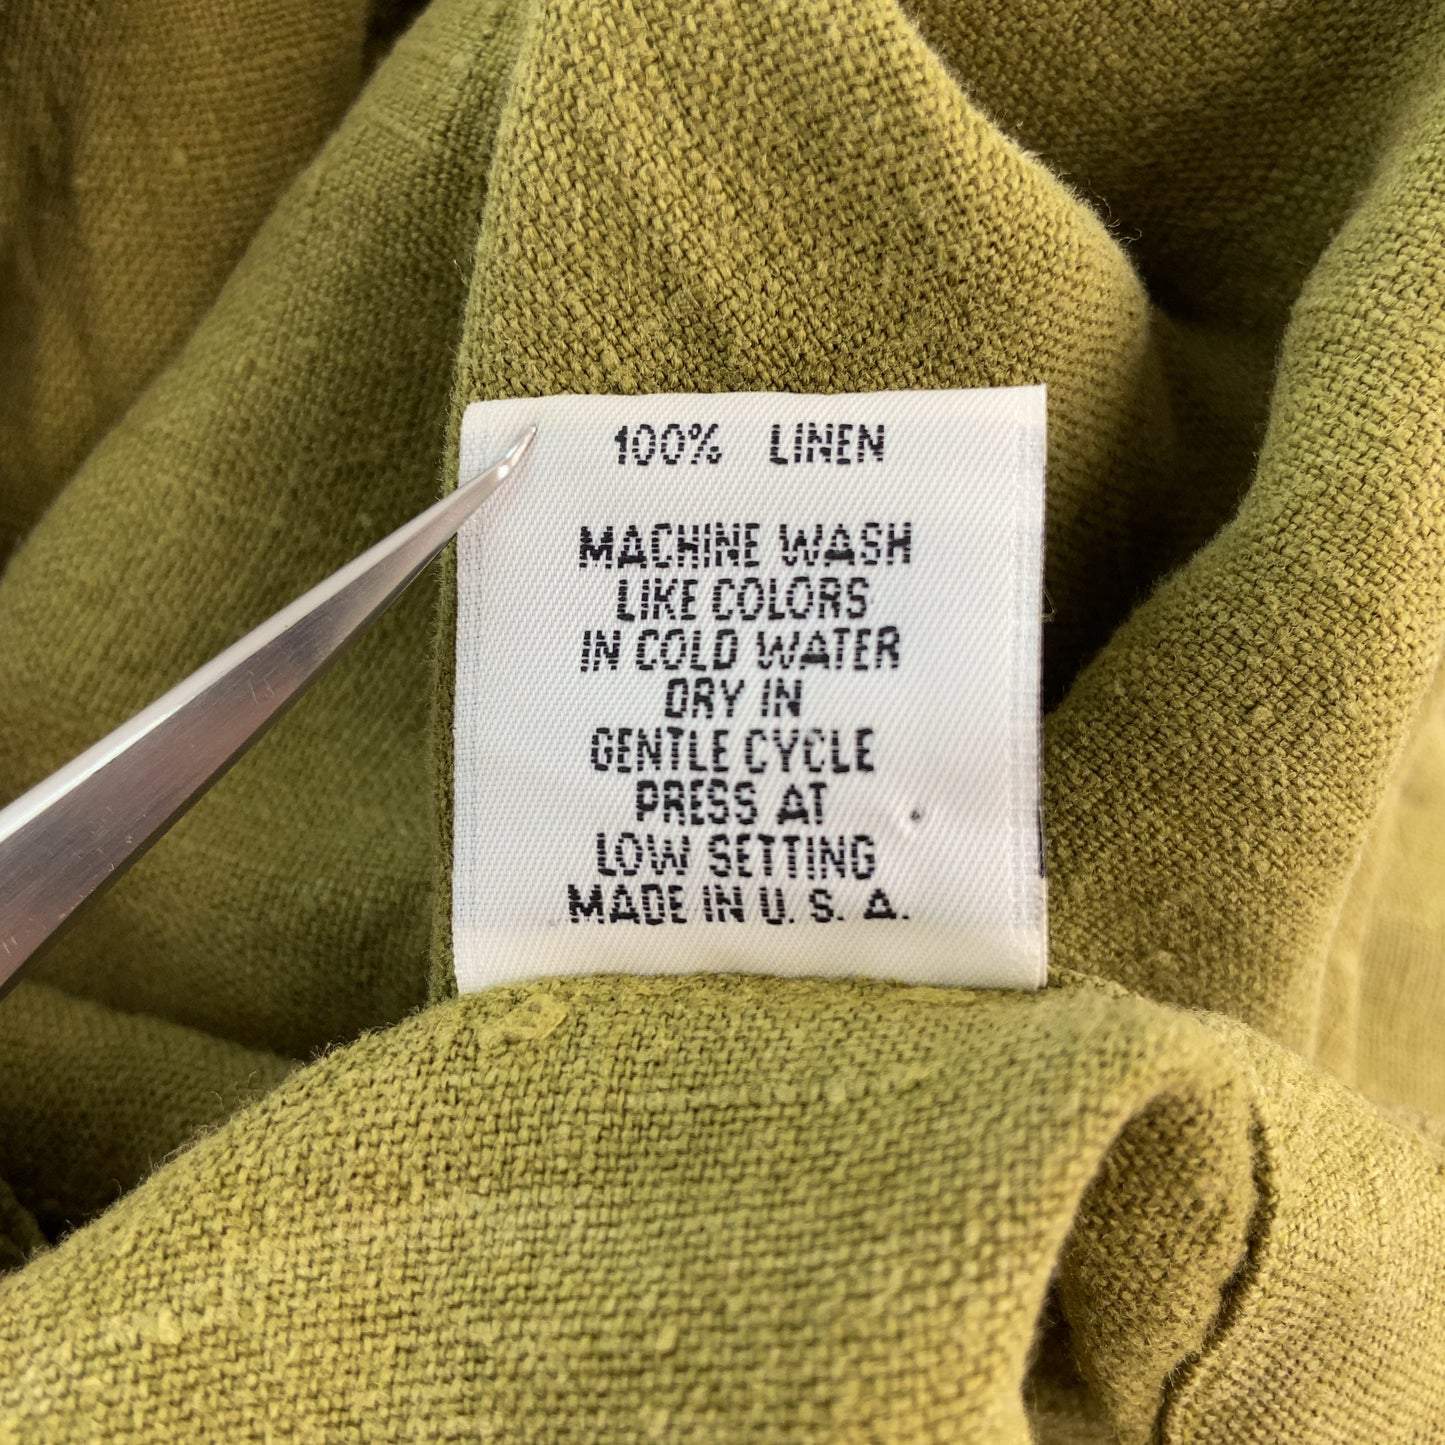 100% LINEN
MACHINE WASH
LIKE COLORS
IN COLD WATER
DRY IN
GENTLE CYCLE
PRESS AT
LOW SETTING
MADE IN U. S. A.